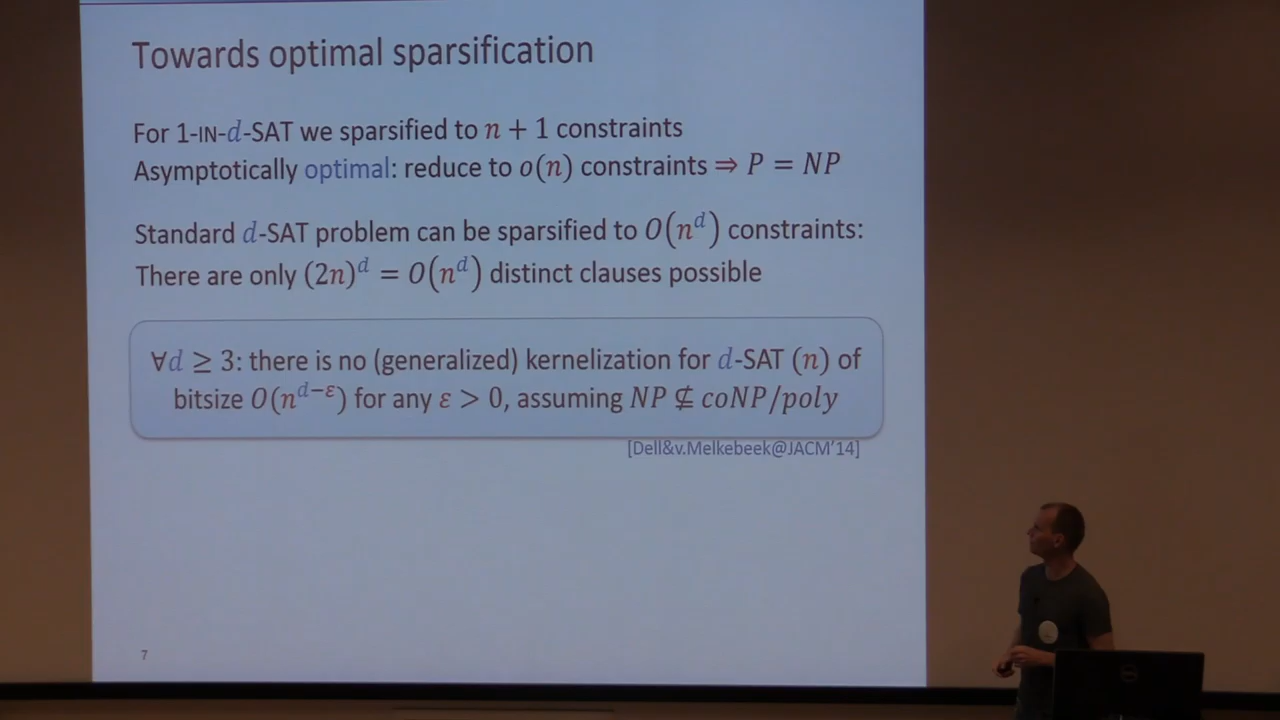 Towards optimal sparsification
For 1-IN-d-SAT we sparsified to n + 1 constraints
Asymptotically optimal: reduce to o(n) constraints ⇒ P = NP
Standard d-SAT problem can be sparsified to O(n^d) constraints:
There are only (2n)^d = O(n^d) distinct clauses possible
∀d ≥ 3: there is no (generalized) kernelization for d-SAT (n) of
bitsize O(n^{d−ε}) for any ε > 0, assuming NP ⊈ coNP/poly
[Dell&v.Melkebeek@JACM'14]
7